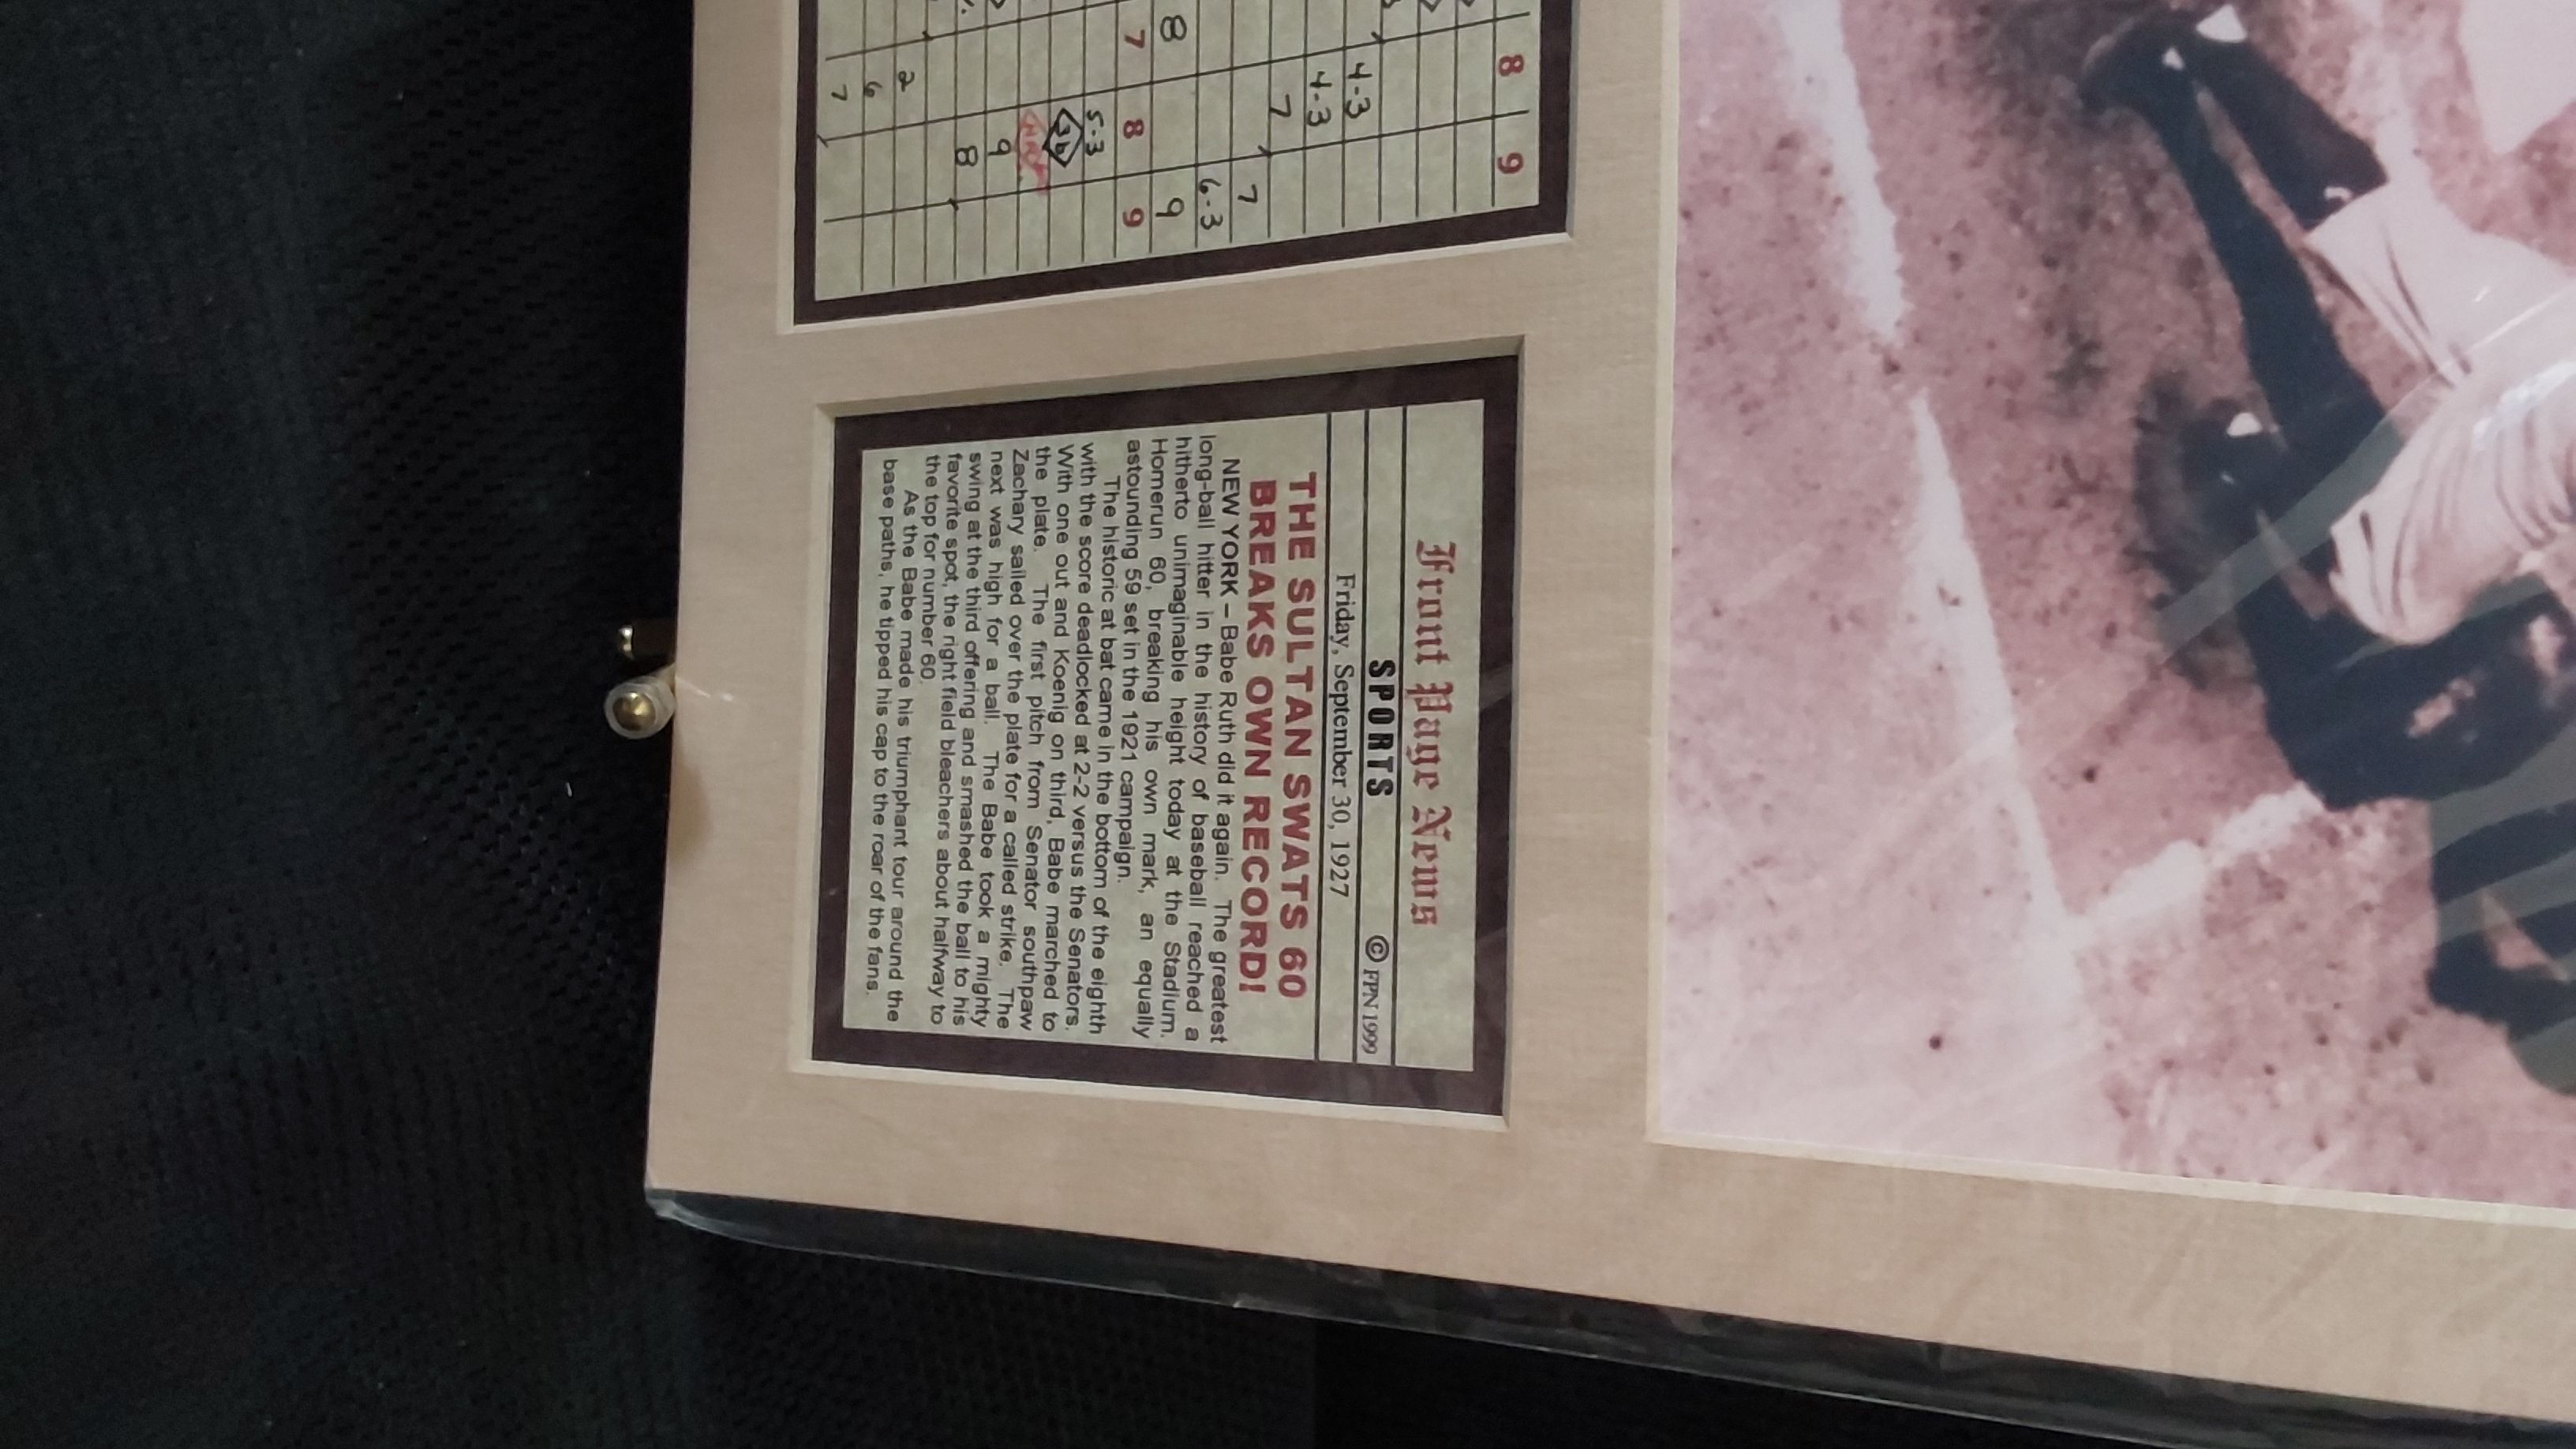 8 9
4-3
4-3
7
7
6-3
8 9
7 8 9
5-3
3b
HR
9
8
2
6
7
Front Page News
SPORTS © FPN 1999
Friday, September 30, 1927
THE SULTAN SWATS 60
BREAKS OWN RECORD!
NEW YORK – Babe Ruth did it again. The greatest
long-ball hitter in the history of baseball reached a
hitherto unimaginable height today at the Stadium.
Homerun 60, breaking his own mark, an equally
astounding 59 set in the 1921 campaign.
The historic at bat came in the bottom of the eighth
with the score deadlocked at 2-2 versus the Senators.
With one out and Koenig on third, Babe marched to
the plate. The first pitch from Senator southpaw
Zachary sailed over the plate for a called strike. The
next was high for a ball. The Babe took a mighty
swing at the third offering and smashed the ball to his
favorite spot, the right field bleachers about halfway to
the top for number 60.
As the Babe made his triumphant tour around the
base paths, he tipped his cap to the roar of the fans.